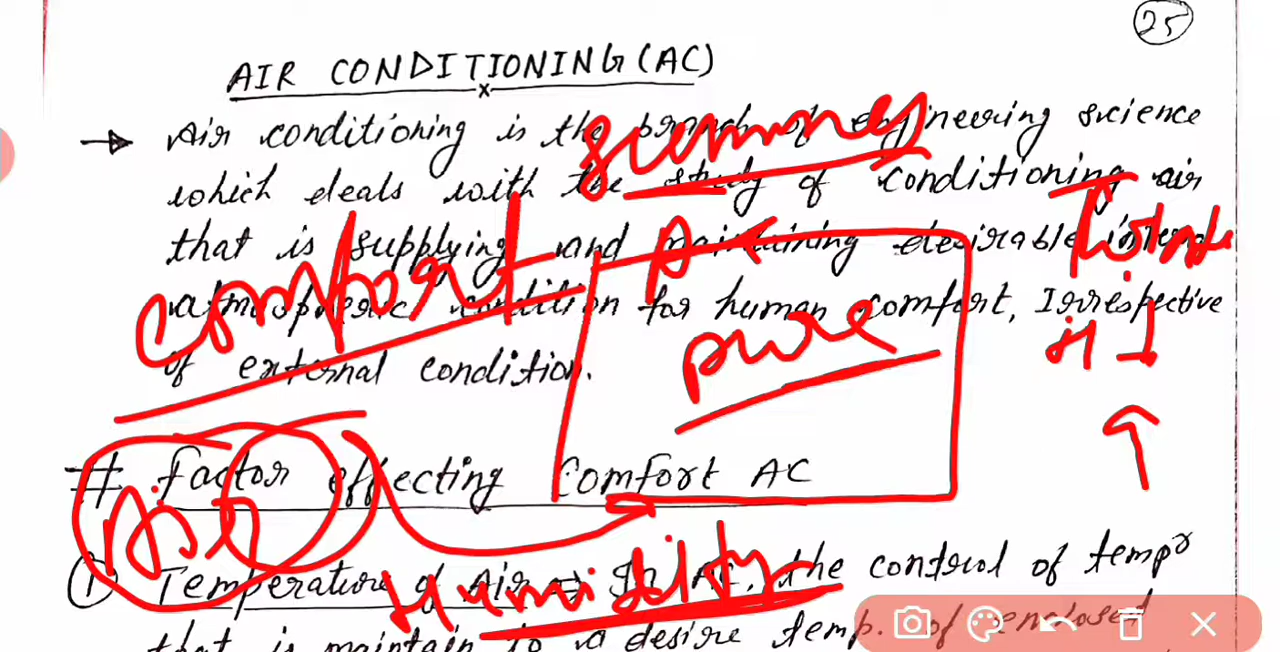 25
AIR CONDITIONING (AC)
Air conditioning is the branch of engineering science
which deals with the study of conditioning air
that is supplying and maintaining desirable
condition for human comfort, Irrespective
of external condition.
# factor effecting Comfort AC
① Temperature of Air ⇒ In AC, the control of temp^r
that is maintain to a desire temp. of enclosed
summer
comfort
pure
Air
Humidity